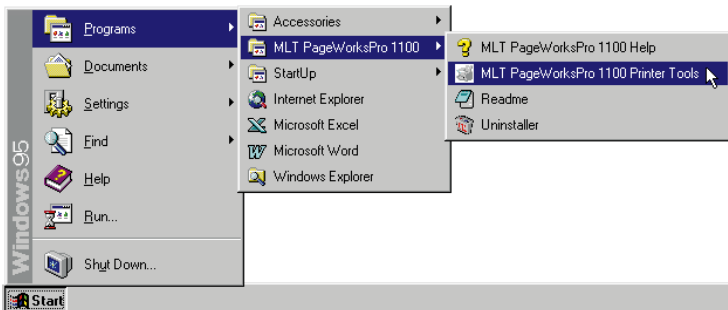 Programs
Documents
Settings
Find
Help
Run...
Shut Down...
Windows95
Start
Accessories
MLT PageWorksPro 1100
StartUp
Internet Explorer
Microsoft Excel
Microsoft Word
Windows Explorer
MLT PageWorksPro 1100 Help
MLT PageWorksPro 1100 Printer Tools
Readme
Uninstaller